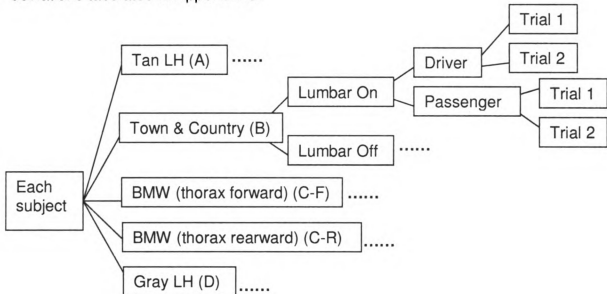 Trial 1
Tan LH (A) ......
Driver
Trial 2
Lumbar On
Passenger
Trial 1
Town & Country (B)
Trial 2
Lumbar Off ......
Each
subject
BMW (thorax forward) (C-F) ......
BMW (thorax rearward) (C-R) ......
Gray LH (D) ......